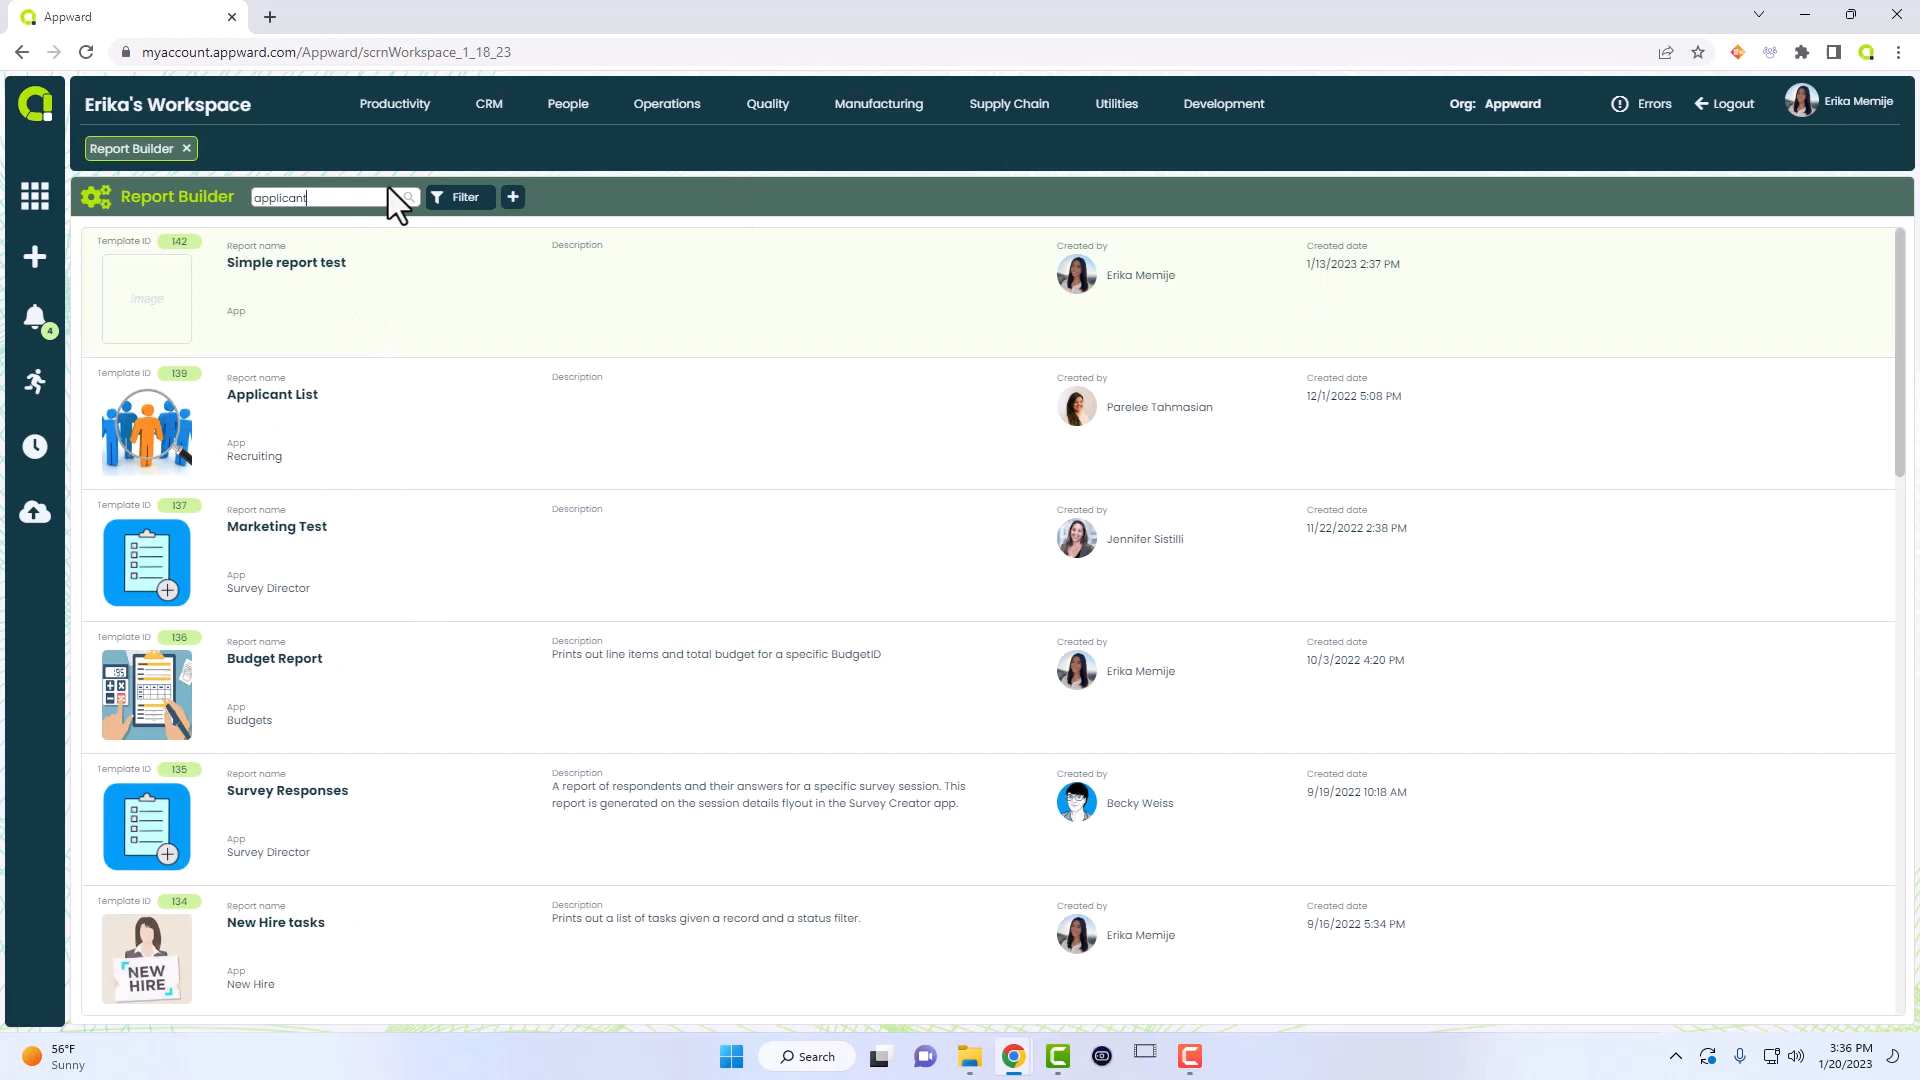 Appward
myaccount.appward.com/Appward/scrnWorkspace_1_18_23
Erika's Workspace
Productivity
CRM
People
Operations
Quality
Manufacturing
Supply Chain
Utilities
Development
Org: Appward
Errors
Logout
Erika Memije
Report Builder
Report Builder
applicant
Filter
Template ID 142
Report name
Simple report test
Image
App
Description
Created by
Erika Memije
Created date
1/13/2023 2:37 PM
4
Template ID 139
Report name
Applicant List
App
Recruiting
Description
Created by
Parelee Tahmasian
Created date
12/1/2022 5:08 PM
Template ID 137
Report name
Marketing Test
App
Survey Director
Description
Created by
Jennifer Sistilli
Created date
11/22/2022 2:38 PM
Template ID 136
Report name
Budget Report
195
App
Budgets
Description
Prints out line items and total budget for a specific BudgetID
Created by
Erika Memije
Created date
10/3/2022 4:20 PM
Template ID 135
Report name
Survey Responses
App
Survey Director
Description
A report of respondents and their answers for a specific survey session. This
report is generated on the session details flyout in the Survey Creator app.
Created by
Becky Weiss
Created date
9/19/2022 10:18 AM
Template ID 134
Report name
New Hire tasks
NEW
HIRE
App
New Hire
Description
Prints out a list of tasks given a record and a status filter.
Created by
Erika Memije
Created date
9/16/2022 5:34 PM
56°F
Sunny
Search
3:36 PM
1/20/2023